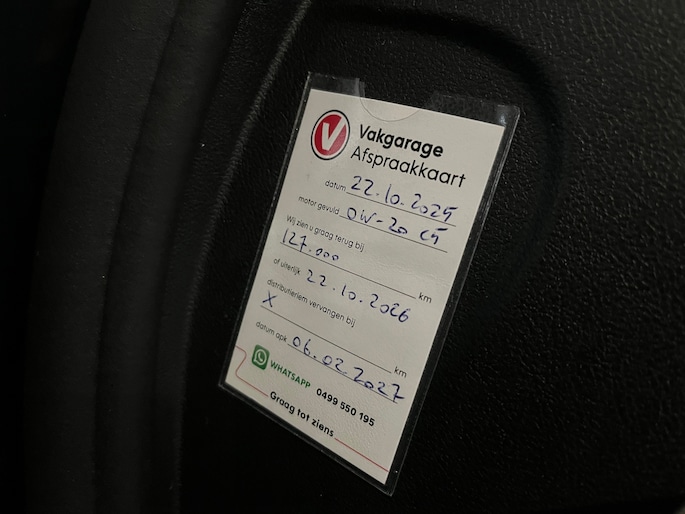 V
Vakgarage
Afspraakkaart
datum 22.10.2025
motor gevuld 0W-20 C5
Wij zien u graag terug bij
127.000 km
of uiterlijk 22.10.2026
distributieriem vervangen bij
X km
datum apk 06.02.2027
WHATSAPP 0499 550 195
Graag tot ziens